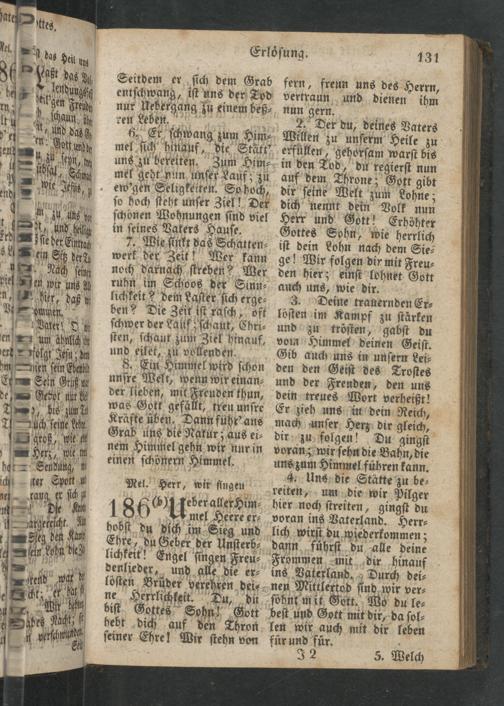 Erlösung.
131
Seitdem er sich dem Grab
entschwang, ist uns der Tod
nur Uebergang zu einem beß-
ren Leben.
6. Er schwang zum Him-
mel sich hinauf, die Stätt'
uns zu bereiten. Zum Him-
mel geht nun unser Lauf; zu
ew'gen Seligkeiten. So hoch,
so hoch steht unser Ziel! Der
schönen Wohnungen sind viel
in seines Vaters Hause.
7. Wie sinkt das Schatten-
werk der Zeit! Wer kann
noch darnach streben? Wer
ruhn im Schoos der Sinn-
lichkeit? dem Laster sich erge-
ben? Die Zeit ist rasch, oft
schwer der Lauf; schaut, Chri-
sten, schaut zum Ziel hinauf,
und eilet, zu vollenden.
8. Ein Himmel wird schon
unsre Welt, wenn wir einan-
der lieben, mit Freuden thun,
was Gott gefällt, treu unsre
Kräfte üben. Dann führ' ans
Grab uns die Natur; aus ei-
nem Himmel gehn wir nur in
einen schönern Himmel.
Mel. Herr, wir singen
186(b) Ueber aller Him-
mel Heere er-
hobst du dich im Sieg und
Ehre, du Geber der Unsterb-
lichkeit! Engel singen Freu-
denlieder, und alle die er-
lösten Brüder verehren dei-
ne Herrlichkeit. Du, du
bist Gottes Sohn! Gott
hebt dich auf den Thron
seiner Ehre! Wir stehn von
fern, freun uns des Herrn,
vertraun und dienen ihm
nun gern.
2. Der du, deines Vaters
Willen zu unserm Heile zu
erfüllen, gehorsam warst bis
in den Tod, du regierst nun
auf dem Throne; Gott gibt
dir seine Welt zum Lohne;
dich nennt dein Volk nun
Herr und Gott! Erhöhter
Gottes Sohn, wie herrlich
ist dein Lohn nach dem Sie-
ge! Wir folgen dir mit Freu-
den hier; einst lohnet Gott
auch uns, wie dir.
3. Deine trauernden Er-
lösten im Kampf zu stärken
und zu trösten, gabst du
vom Himmel deinen Geist.
Gib auch uns in unsern Lei-
den den Geist des Trostes
und der Freuden, den uns
dein treues Wort verheißt!
Er zieh uns in dein Reich,
mach unser Herz dir gleich,
dir zu folgen! Du gingst
voran; wir sehn die Bahn, die
uns zum Himmel führen kann.
4. Uns die Stätte zu be-
reiten, um die wir Pilger
hier noch streiten, gingst du
voran ins Vaterland. Herr-
lich wirst du wiederkommen;
dann führst du alle deine
Frommen mit dir hinauf
ins Vaterland. Durch dei-
nen Mittlertod sind wir ver-
söhnt mit Gott. Wo du le-
best und Gott mit dir, da sol-
len wir auch mit dir leben
für und für.
J 2
5. Welch